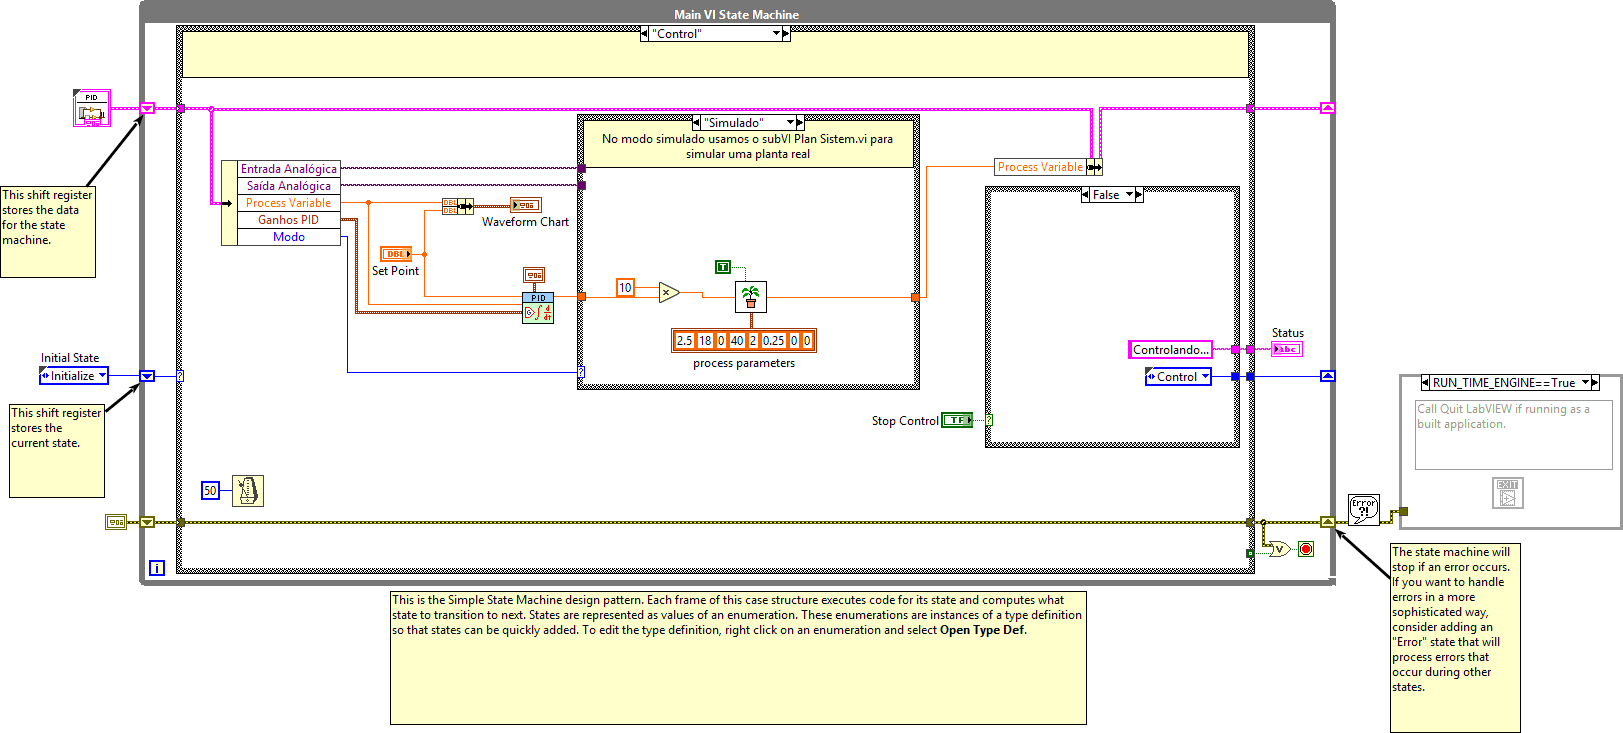 Main VI State Machine
"Control"
PID
This shift register
stores the data
for the state
machine.
"Simulado"
No modo simulado usamos o subVI Plan Sistem.vi para
simular uma planta real
Entrada Analógica
Saída Analógica
Process Variable
Ganhos PID
Modo
DBL
DBL
Waveform Chart
DBL
Set Point
PID
10
x
T
2.5 18 0 40 2 0.25 0 0
process parameters
Process Variable
False
Controlando...
Control
Status
abc
Stop Control
TF
Initial State
Initialize
This shift register
stores the
current state.
50
i
?
?
?
V
Error
?!
RUN_TIME_ENGINE==True
Call Quit LabVIEW if running as a
built application.
EXIT
The state machine will
stop if an error occurs.
If you want to handle
errors in a more
sophisticated way,
consider adding an
"Error" state that will
process errors that
occur during other
states.
This is the Simple State Machine design pattern. Each frame of this case structure executes code for its state and computes what
state to transition to next. States are represented as values of an enumeration. These enumerations are instances of a type definition
so that states can be quickly added. To edit the type definition, right click on an enumeration and select Open Type Def.